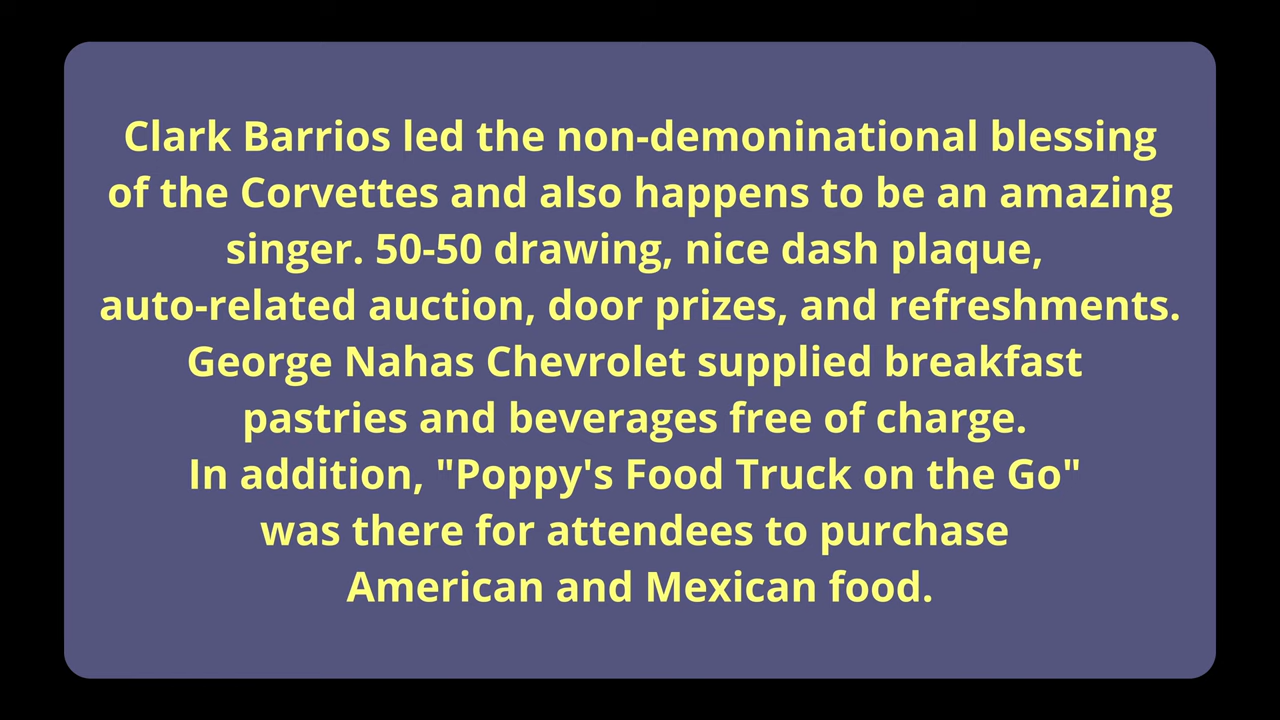 Clark Barrios led the non-demoninational blessing
of the Corvettes and also happens to be an amazing
singer. 50-50 drawing, nice dash plaque,
auto-related auction, door prizes, and refreshments.
George Nahas Chevrolet supplied breakfast
pastries and beverages free of charge.
In addition, "Poppy's Food Truck on the Go"
was there for attendees to purchase
American and Mexican food.